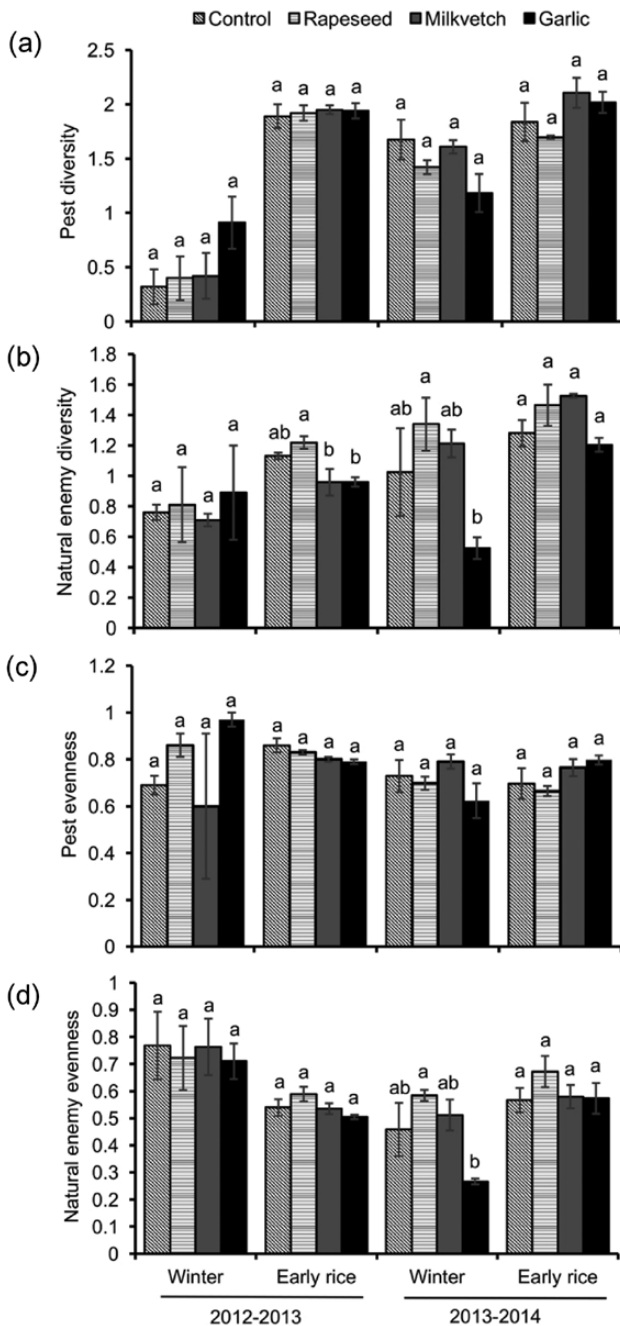 Control Rapeseed Milkvetch Garlic
(a)
Pest diversity
2.5
2
1.5
1
0.5
0
a a a a a a a a a a a a a a a a
(b)
Natural enemy diversity
1.8
1.6
1.4
1.2
1
0.8
0.6
0.4
0.2
0
a a a a ab a b b ab a ab b a a a a
(c)
Pest evenness
1.2
1
0.8
0.6
0.4
0.2
0
a a a a a a a a a a a a a a a a
(d)
Natural enemy evenness
1
0.9
0.8
0.7
0.6
0.5
0.4
0.3
0.2
0.1
0
a a a a a a a a ab a ab b a a a a
Winter Early rice Winter Early rice
2012-2013 2013-2014